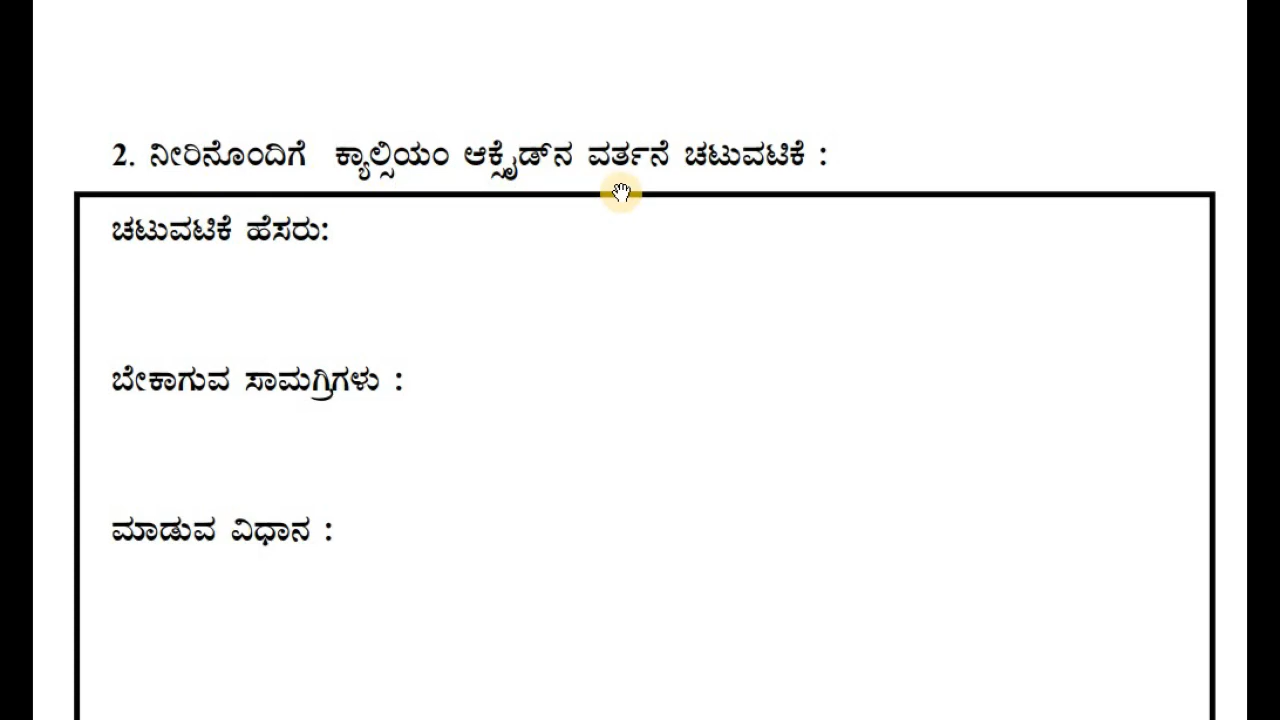 2. ನೀರಿನೊಂದಿಗೆ ಕ್ಯಾಲ್ಸಿಯಂ ಆಕ್ಸೈಡ್‌ನ ವರ್ತನೆ ಚಟುವಟಿಕೆ :
ಚಟುವಟಿಕೆ ಹೆಸರು:
ಬೇಕಾಗುವ ಸಾಮಗ್ರಿಗಳು :
ಮಾಡುವ ವಿಧಾನ :